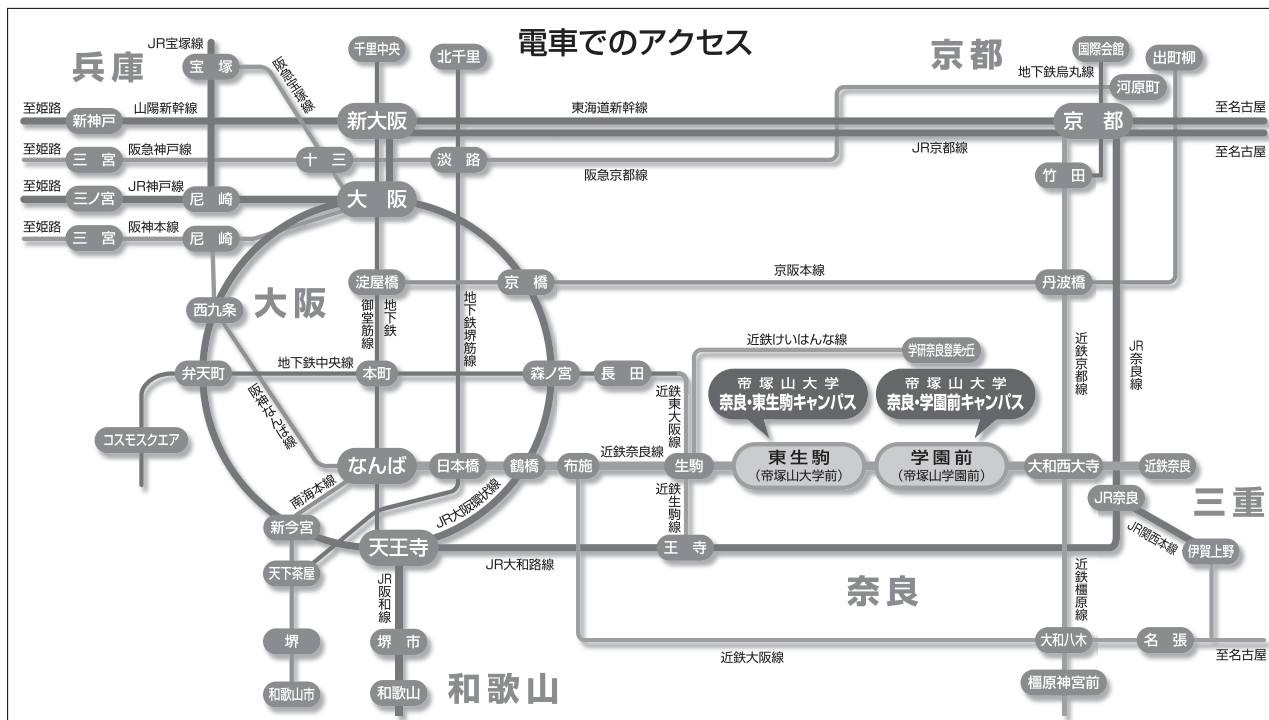 電車でのアクセス
兵庫
京都
JR宝塚線
宝塚
阪急宝塚線
千里中央
北千里
国際会館
出町柳
地下鉄烏丸線
河原町
至姫路
山陽新幹線
新神戸
新大阪
東海道新幹線
京都
至名古屋
至姫路
阪急神戸線
三宮
十三
淡路
阪急京都線
JR京都線
至名古屋
竹田
至姫路
JR神戸線
三ノ宮
尼崎
大阪
至姫路
阪神本線
三宮
尼崎
淀屋橋
京橋
京阪本線
丹波橋
大阪
西九条
地下鉄
御堂筋線
地下鉄堺筋線
近鉄けいはんな線
学研奈良登美ヶ丘
近鉄京都線
JR奈良線
地下鉄中央線
弁天町
本町
森ノ宮
長田
阪神なんば線
近鉄東大阪線
帝塚山大学
奈良・東生駒キャンパス
帝塚山大学
奈良・学園前キャンパス
コスモスクエア
なんば
日本橋
鶴橋
布施
近鉄奈良線
生駒
東生駒
(帝塚山大学前)
学園前
(帝塚山学園前)
大和西大寺
近鉄奈良
南海本線
JR大阪環状線
近鉄生駒線
JR奈良
三重
新今宮
天王寺
王寺
JR関西本線
伊賀上野
天下茶屋
JR大和路線
JR阪和線
奈良
近鉄橿原線
堺
堺市
近鉄大阪線
大和八木
名張
至名古屋
和歌山市
和歌山
和歌山
橿原神宮前